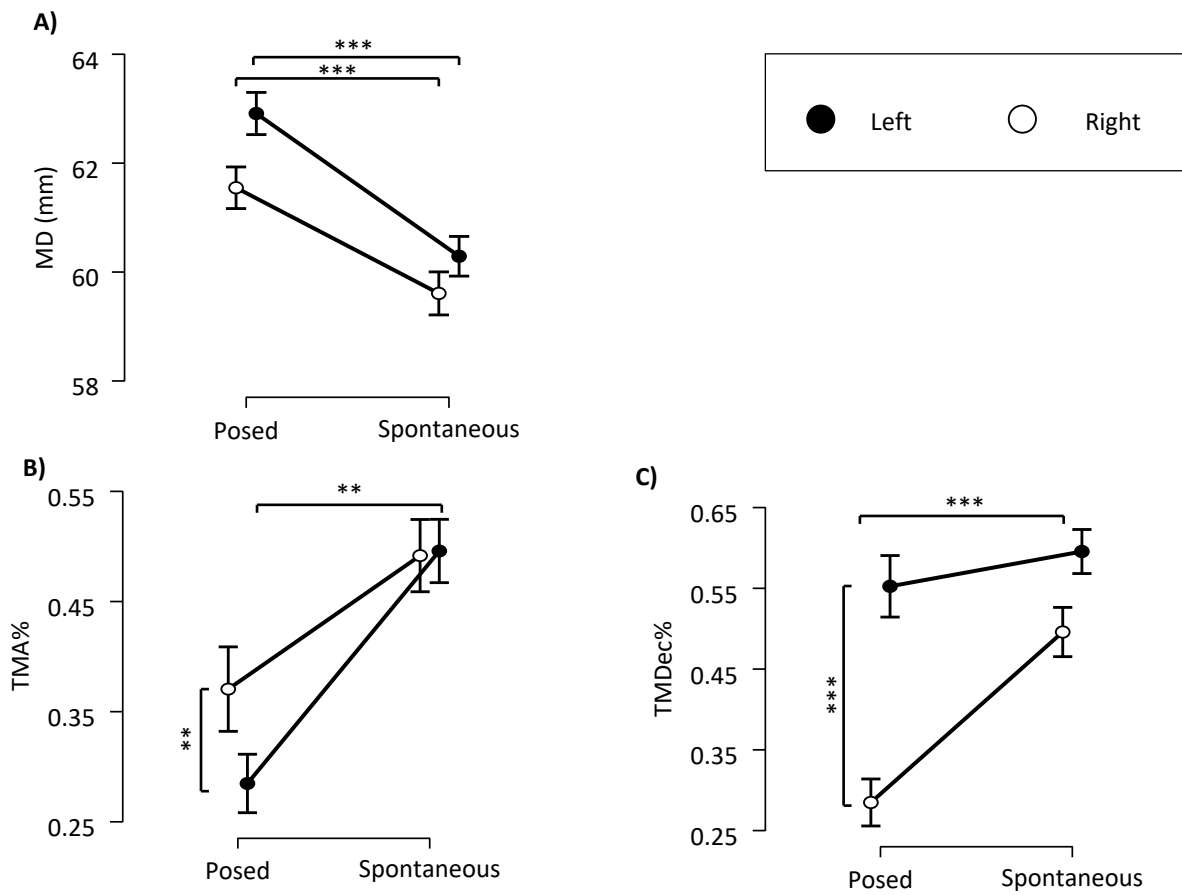 A)
64
62
60
58
MD (mm)
***
***
Posed Spontaneous
Left Right
B)
0.55
0.45
0.35
0.25
TMA%
**
**
Posed Spontaneous
C)
0.65
0.55
0.45
0.35
0.25
TMDec%
***
***
Posed Spontaneous